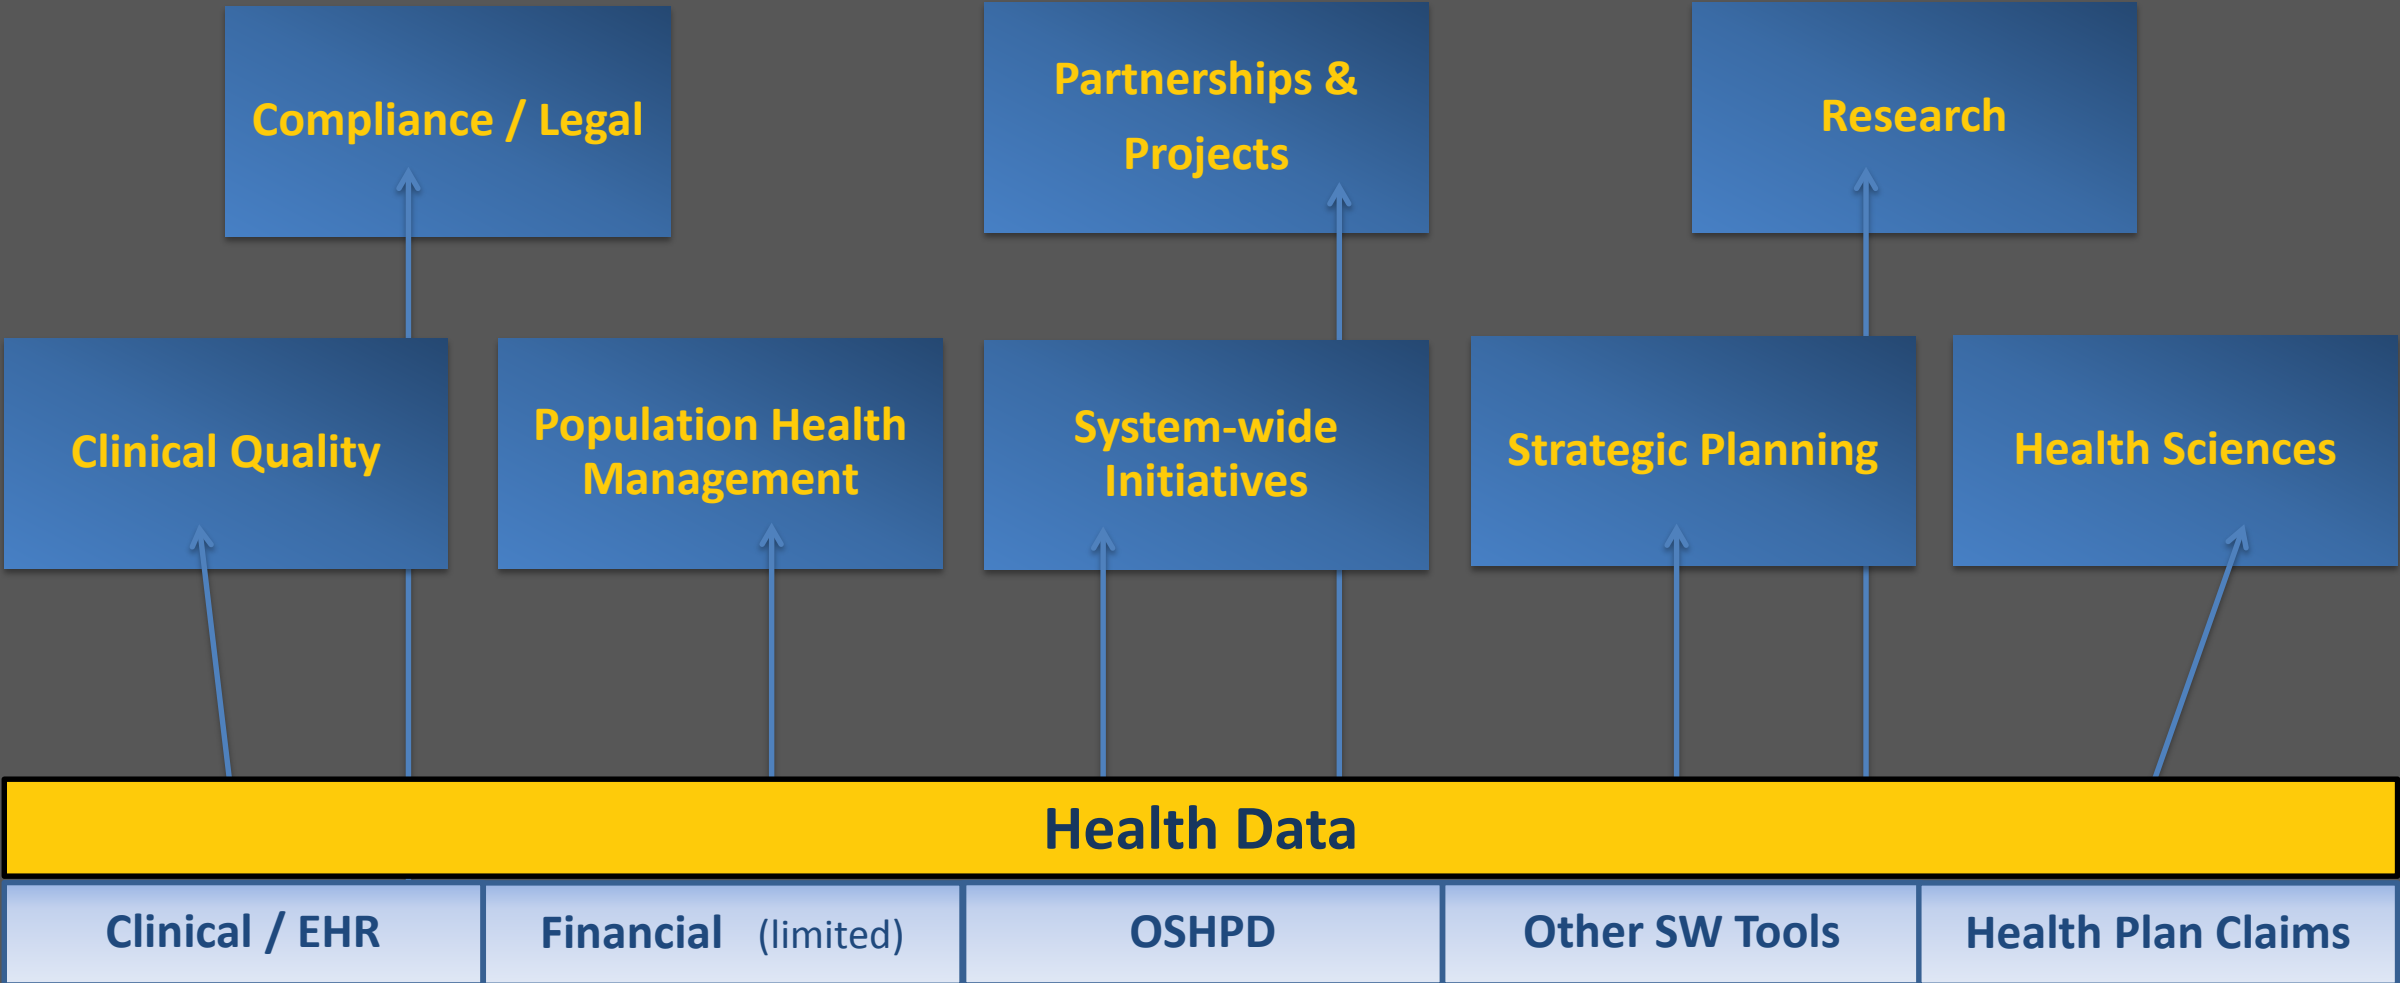 Compliance / Legal
Partnerships &
Projects
Research
Clinical Quality
Population Health
Management
System-wide
Initiatives
Strategic Planning
Health Sciences
Health Data
Clinical / EHR
Financial (limited)
OSHPD
Other SW Tools
Health Plan Claims